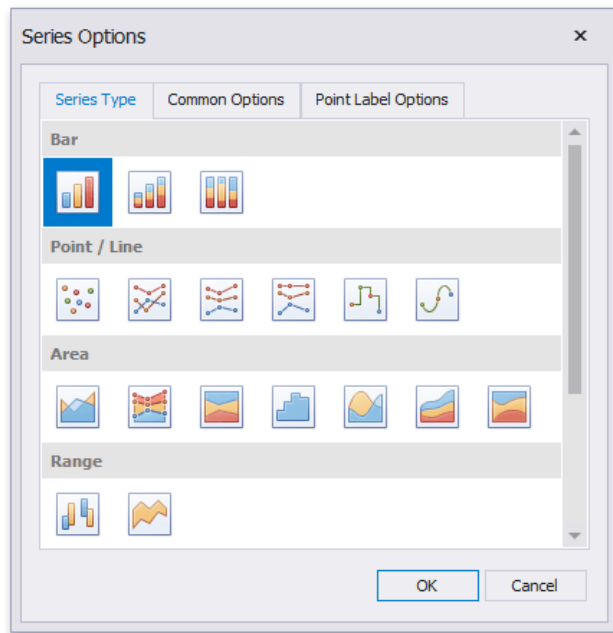 Series Options
Series Type Common Options Point Label Options
Bar
Point / Line
Area
Range
OK Cancel